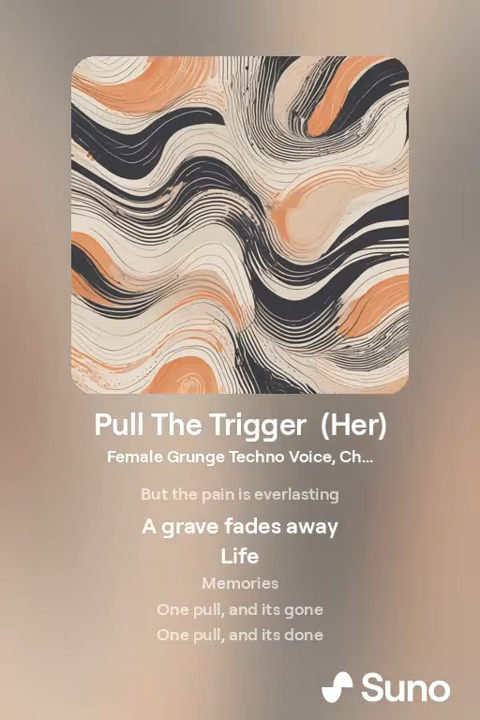 Pull The Trigger (Her)
Female Grunge Techno Voice, Ch...
But the pain is everlasting
A grave fades away
Life
Memories
One pull, and its gone
One pull, and its done
Suno